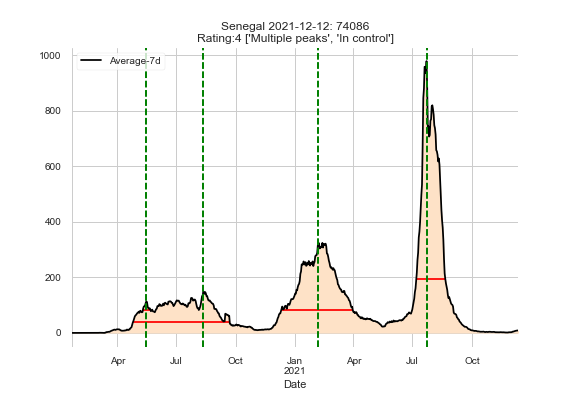 Senegal 2021-12-12: 74086
Rating:4 ['Multiple peaks', 'In control']
Average-7d
1000
800
600
400
200
0
Apr Jul Oct Jan Apr Jul Oct
2021
Date